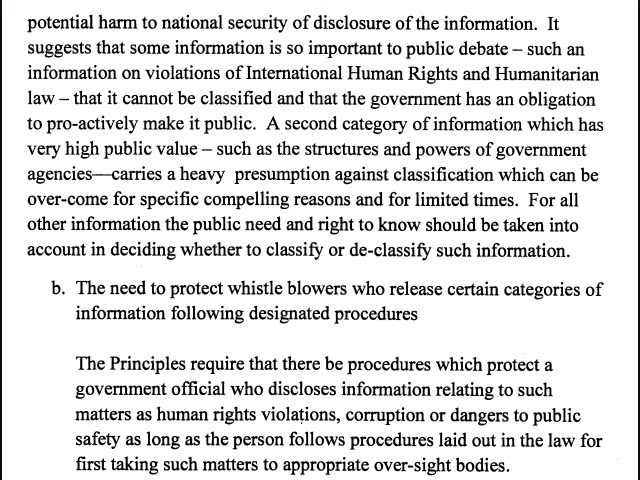 potential harm to national security of disclosure of the information.  It
suggests that some information is so important to public debate – such an
information on violations of International Human Rights and Humanitarian
law – that it cannot be classified and that the government has an obligation
to pro-actively make it public.  A second category of information which has
very high public value – such as the structures and powers of government
agencies—carries a heavy  presumption against classification which can be
over-come for specific compelling reasons and for limited times.  For all
other information the public need and right to know should be taken into
account in deciding whether to classify or de-classify such information.
b.  The need to protect whistle blowers who release certain categories of
information following designated procedures
The Principles require that there be procedures which protect a
government official who discloses information relating to such
matters as human rights violations, corruption or dangers to public
safety as long as the person follows procedures laid out in the law for
first taking such matters to appropriate over-sight bodies.